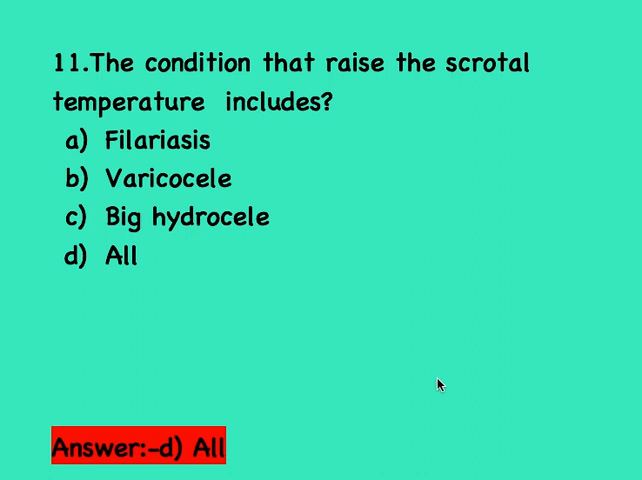 11.The condition that raise the scrotal
temperature includes?
a) Filariasis
b) Varicocele
c) Big hydrocele
d) All
Answer:-d) All